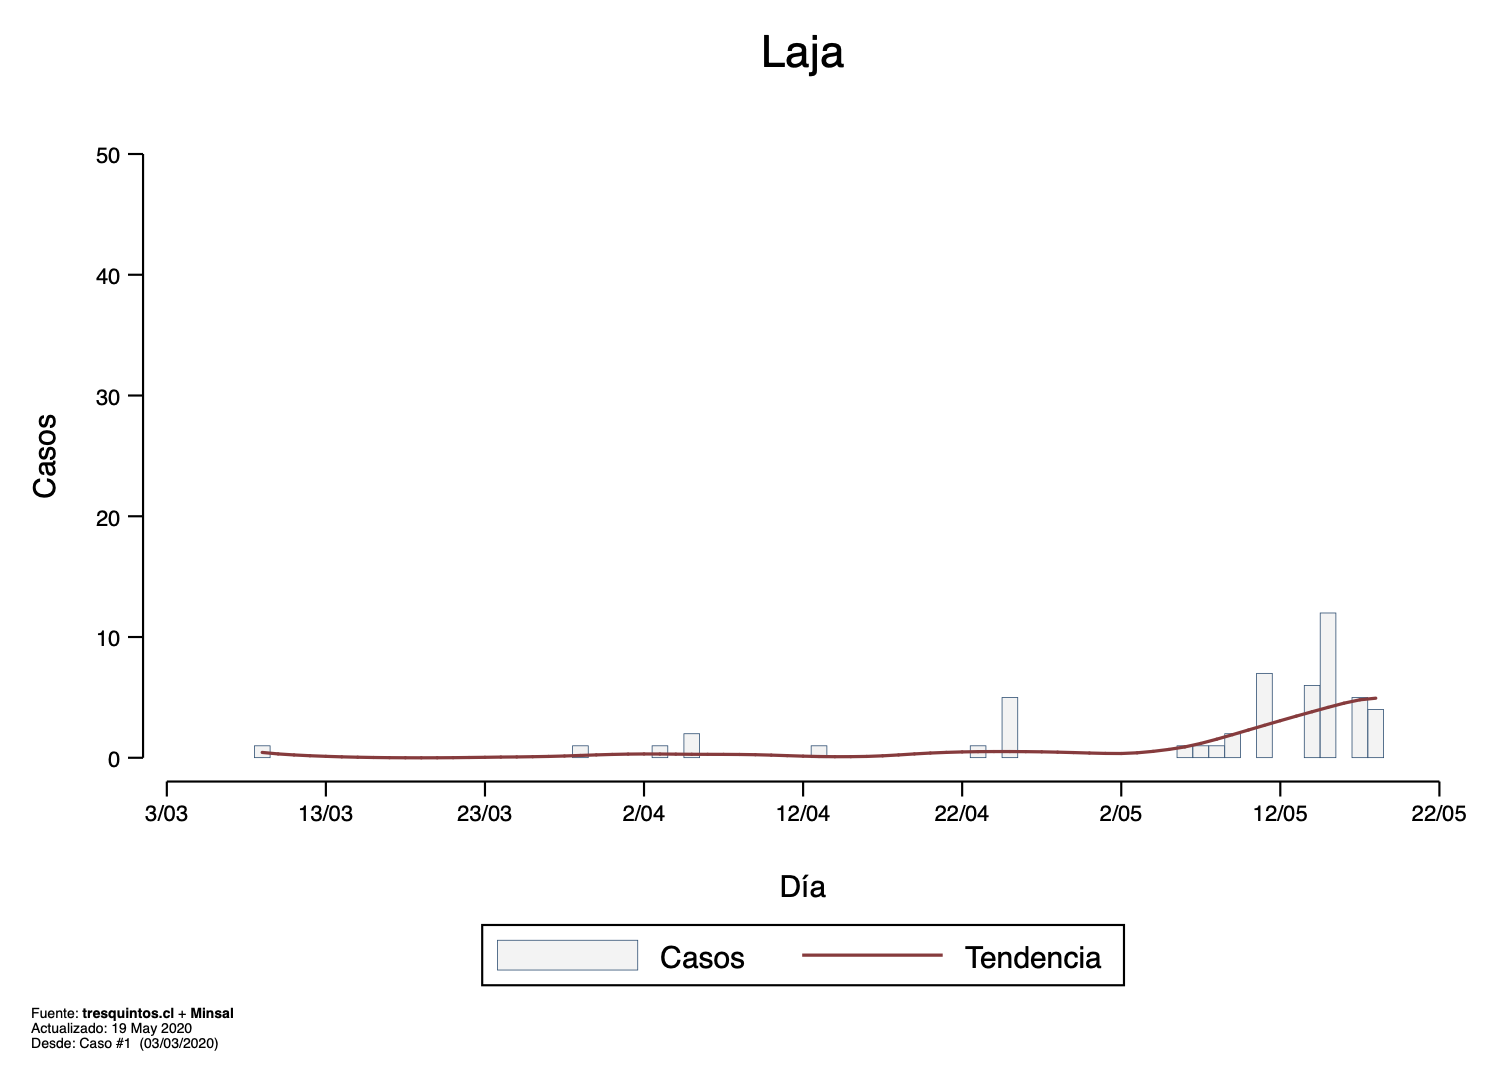 Laja
50
40
30
20
10
0
Casos
3/03 13/03 23/03 2/04 12/04 22/04 2/05 12/05 22/05
Día
Casos Tendencia
Fuente: tresquintos.cl + Minsal
Actualizado: 19 May 2020
Desde: Caso #1 (03/03/2020)